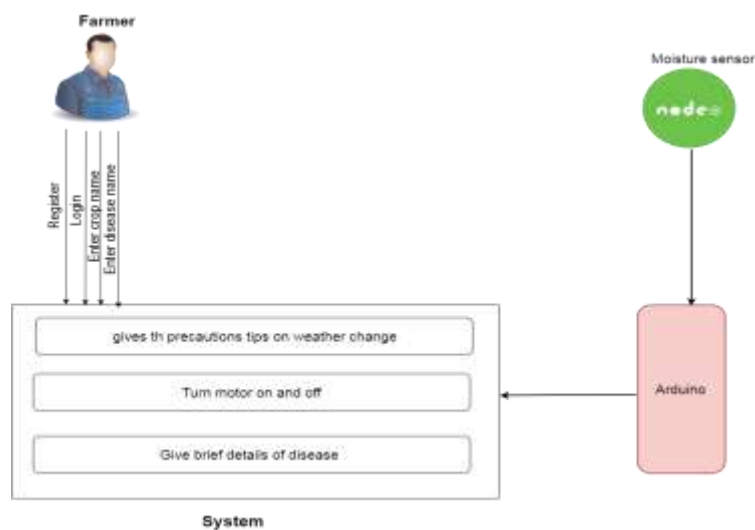 Farmer
Moisture sensor
node
Register
Login
Enter crop name
Enter disease name
gives th precautions tips on weather change
Turn motor on and off
Arduino
Give brief details of disease
System